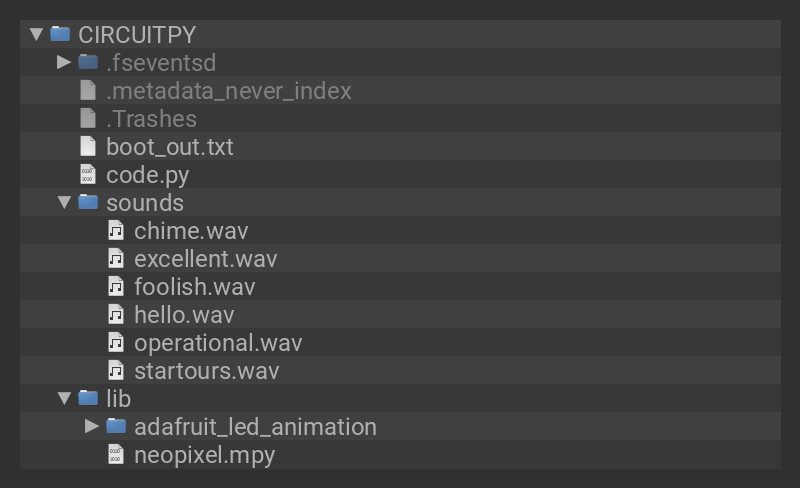 CIRCUITPY
.fseventsd
.metadata_never_index
.Trashes
boot_out.txt
code.py
sounds
chime.wav
excellent.wav
foolish.wav
hello.wav
operational.wav
startours.wav
lib
adafruit_led_animation
neopixel.mpy